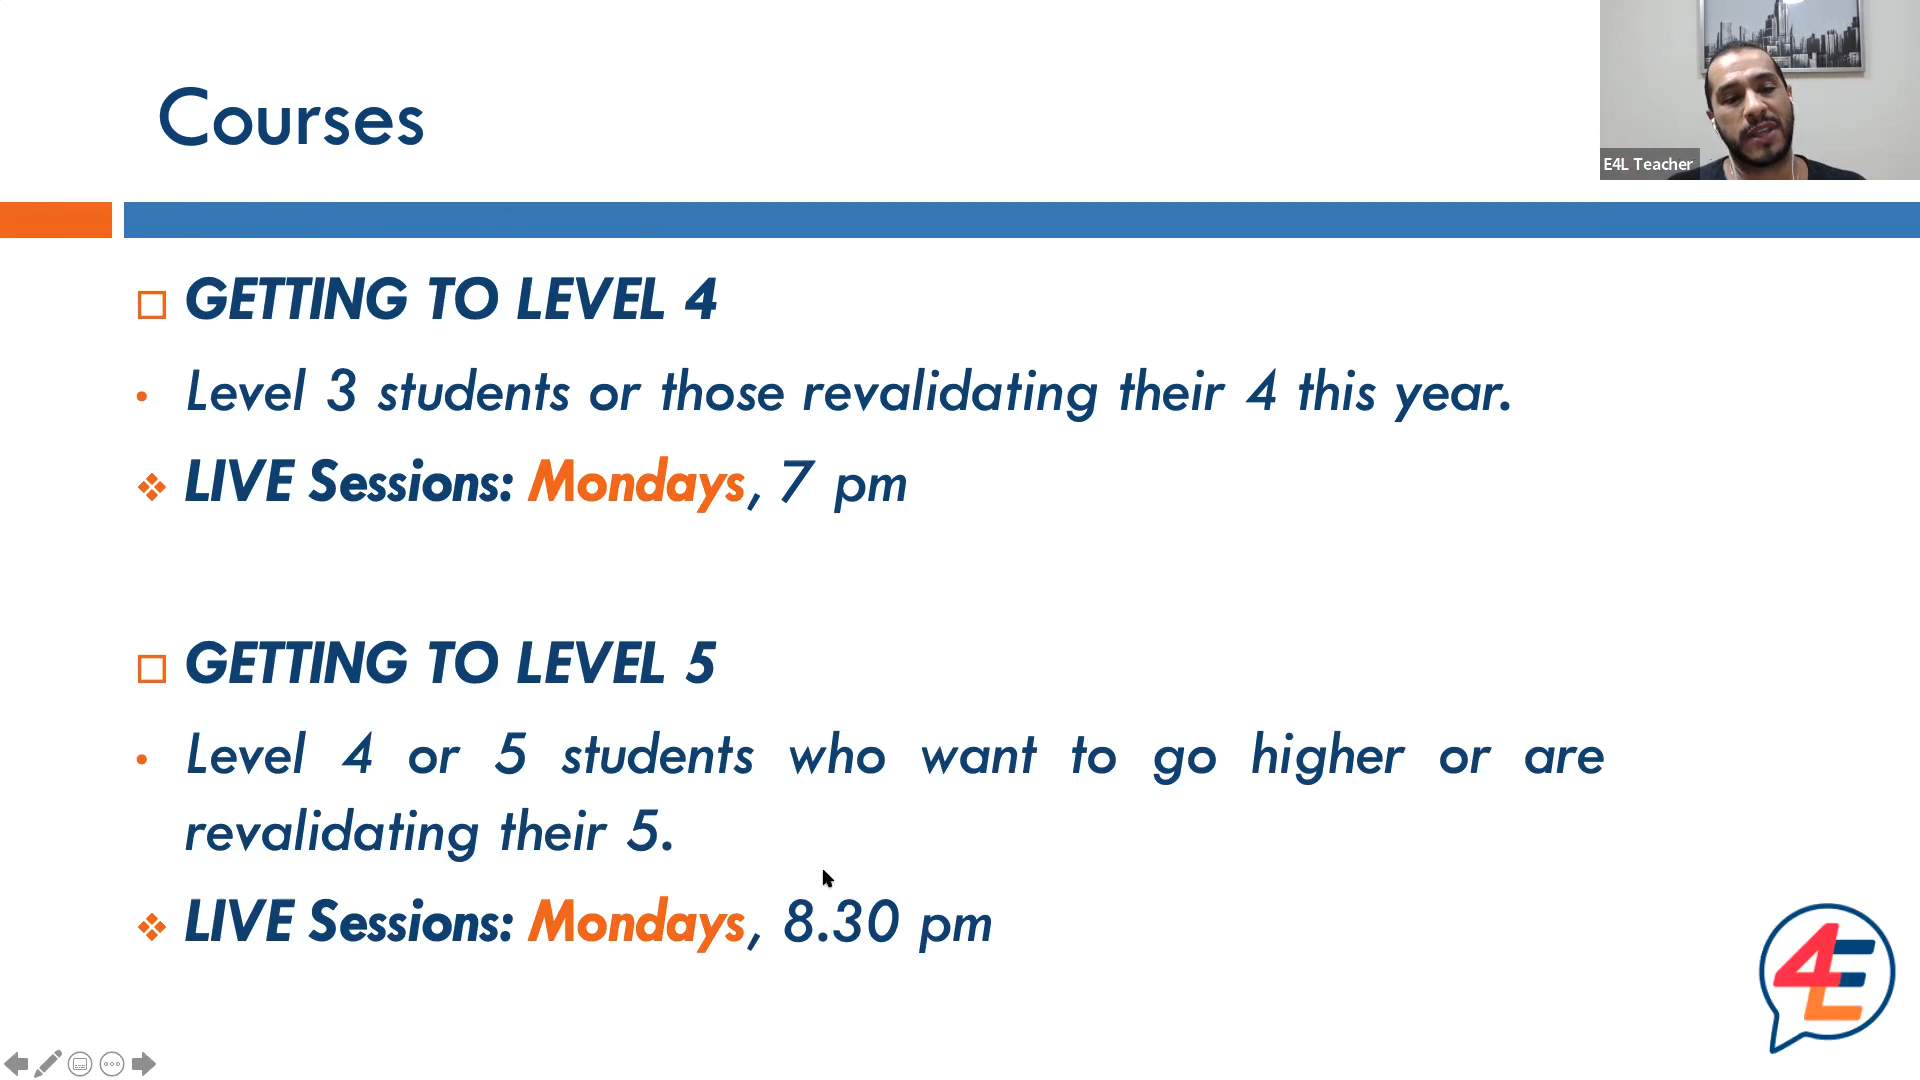 Courses
E4L Teacher
GETTING TO LEVEL 4
Level 3 students or those revalidating their 4 this year.
LIVE Sessions: Mondays, 7 pm
GETTING TO LEVEL 5
Level 4 or 5 students who want to go higher or are
revalidating their 5.
LIVE Sessions: Mondays, 8.30 pm
4E